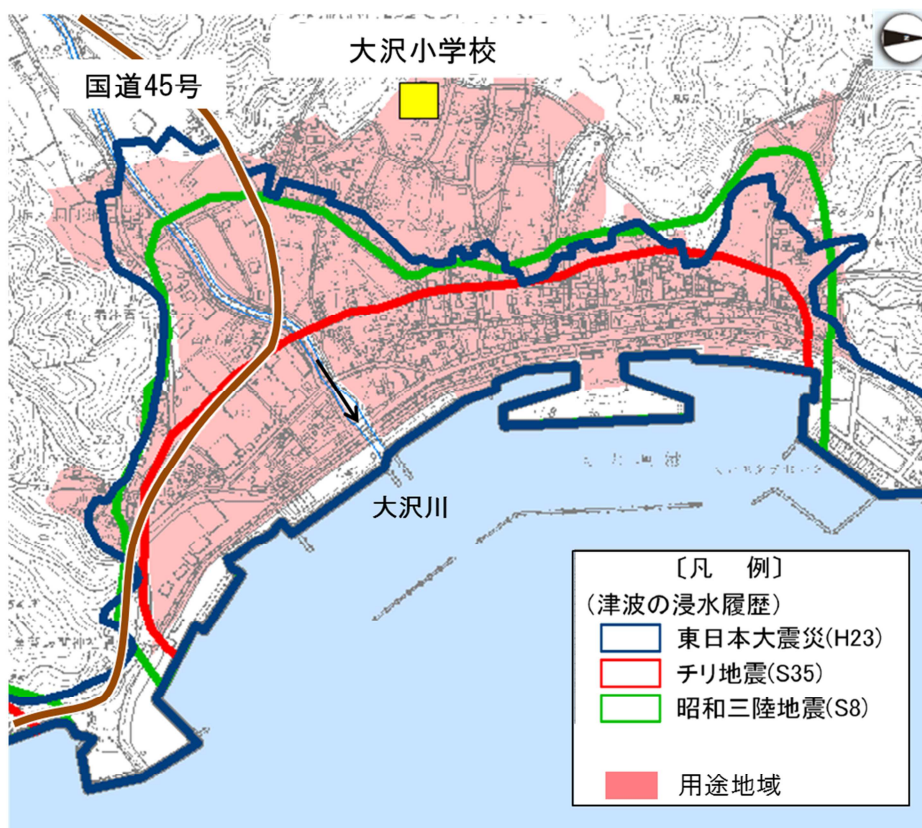 大沢小学校
国道45号
大沢川
〔凡 例〕
(津波の浸水履歴)
東日本大震災(H23)
チリ地震(S35)
昭和三陸地震(S8)
用途地域